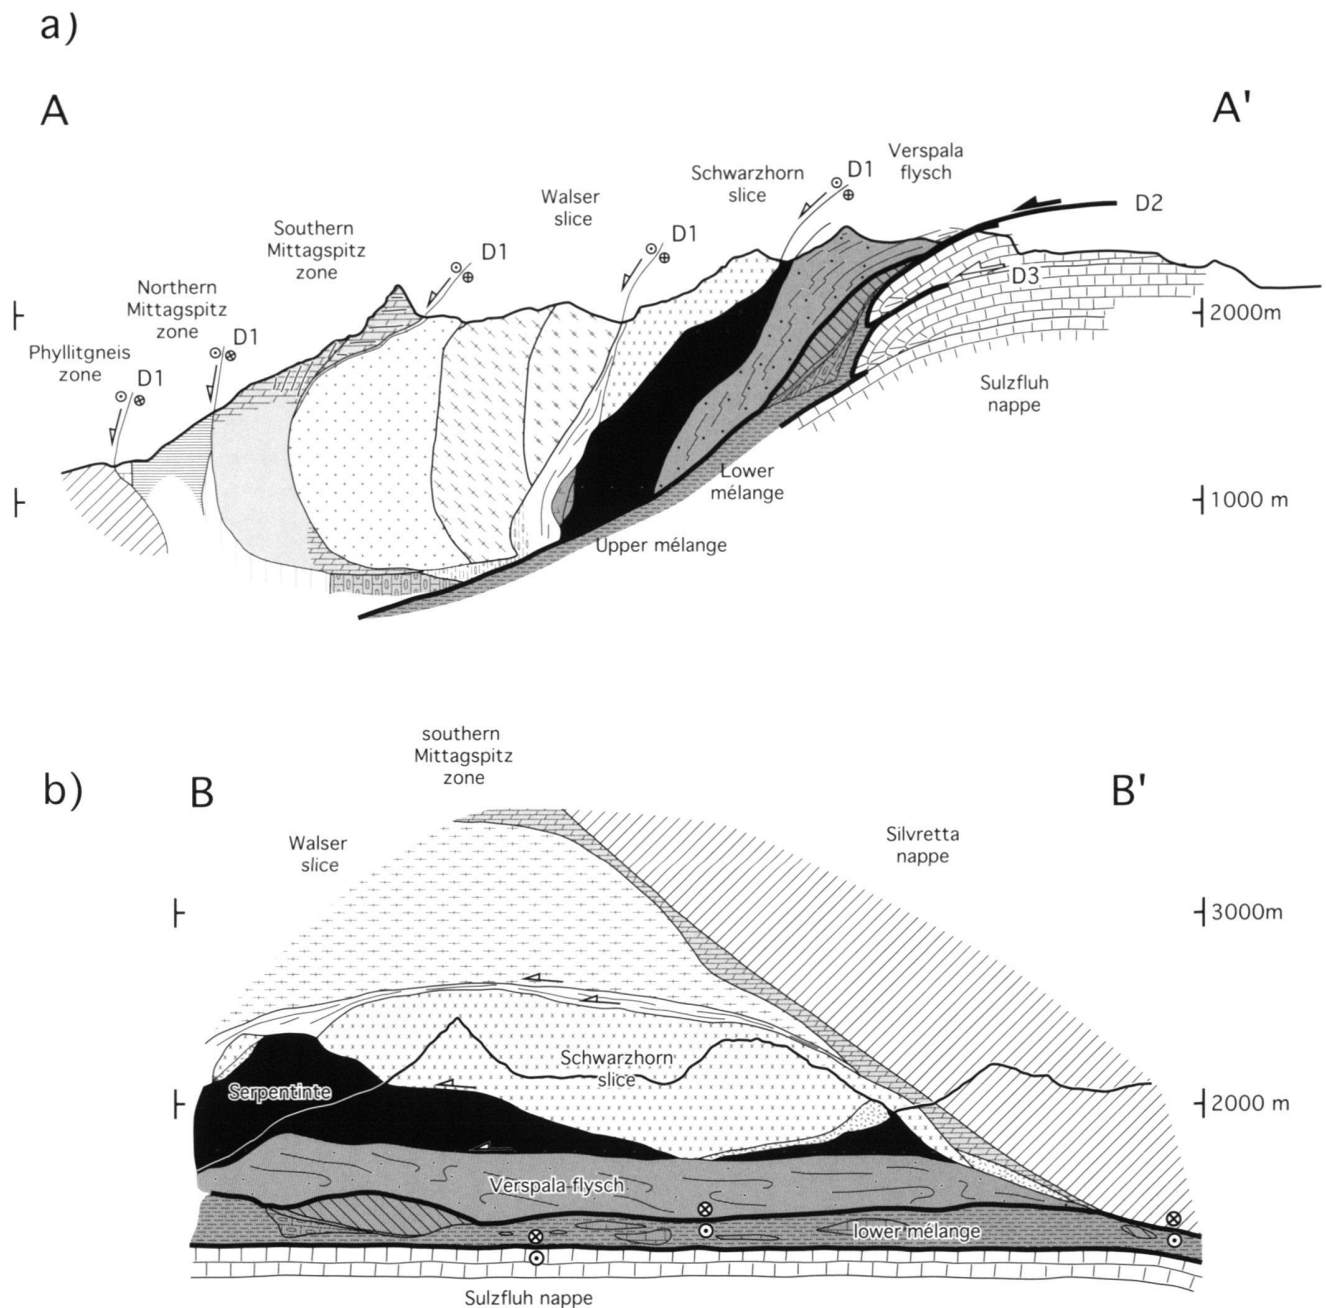 a)
A
A'
Verspala
flysch
D1
Schwarzhorn
slice
D2
Walser
slice
D1
Southern
Mittagspitz
zone
D1
D3
Northern
Mittagspitz
zone
2000m
D1
Phyllitgneis
zone
D1
Sulzfluh
nappe
Lower
mélange
1000 m
Upper mélange
southern
Mittagspitz
zone
b)
B
B'
Walser
slice
Silvretta
nappe
3000m
Schwarzhorn
slice
Serpentinte
2000 m
Verspala flysch
lower mélange
Sulzfluh nappe